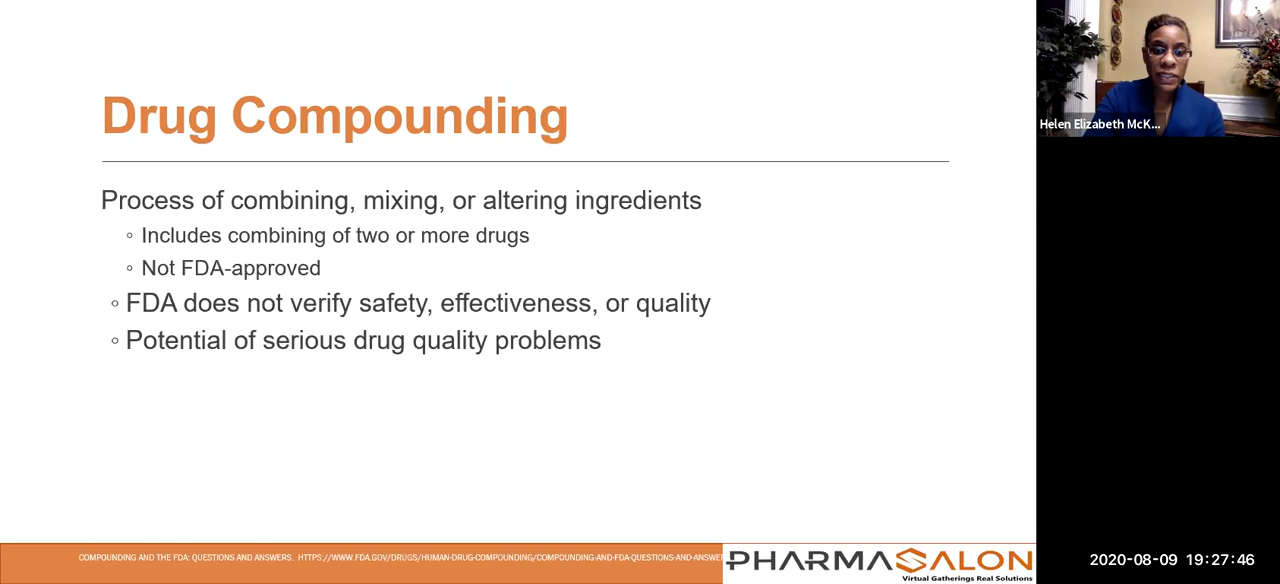 Drug Compounding
Process of combining, mixing, or altering ingredients
◦ Includes combining of two or more drugs
◦ Not FDA-approved
◦ FDA does not verify safety, effectiveness, or quality
◦ Potential of serious drug quality problems
COMPOUNDING AND THE FDA: QUESTIONS AND ANSWERS. HTTPS://WWW.FDA.GOV/DRUGS/HUMAN-DRUG-COMPOUNDING/COMPOUNDING-AND-FDA-QUESTIONS-AND-ANSWE
PHARMASALON
Virtual Gatherings Real Solutions
Helen Elizabeth McK...
2020-08-09 19:27:46